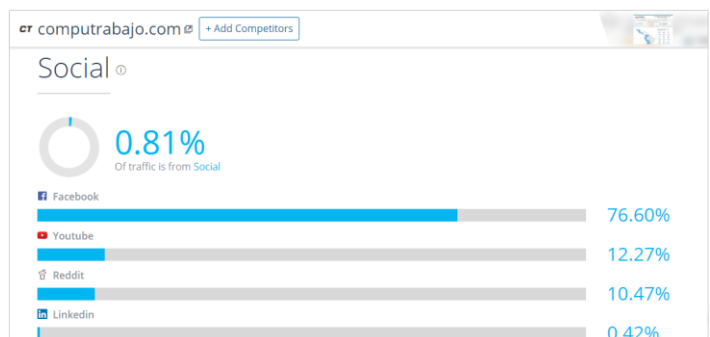 CT computrabajo.com + Add Competitors
Social
0.81%
Of traffic is from Social
Facebook
76.60%
Youtube
12.27%
Reddit
10.47%
Linkedin
0.42%